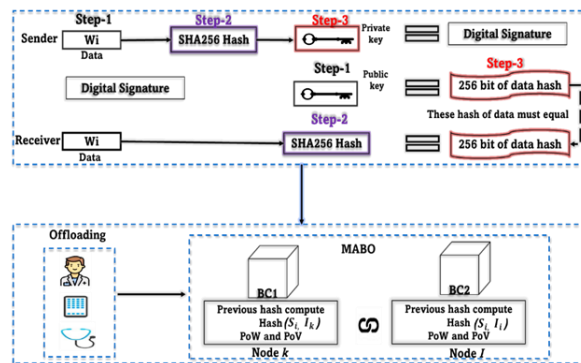 Step-1
Step-2
Step-3
Sender
Wi
Data
SHA256 Hash
Private
key
Digital Signature
Step-1
Step-3
Digital Signature
Public
key
256 bit of data hash
Step-2
These hash of data must equal
Receiver
Wi
Data
SHA256 Hash
256 bit of data hash
Offloading
MABO
BC1
BC2
Previous hash compute
Hash (Si, Ik)
PoW and PoV
Node k
Previous hash compute
Hash (Si, Ii)
PoW and PoV
Node I